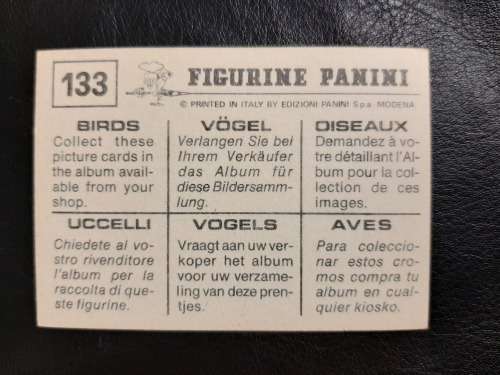 133
FIGURINE PANINI
© PRINTED IN ITALY BY EDIZIONI PANINI S.p.a. MODENA
BIRDS
Collect these
picture cards in
the album avail-
able from your
shop.
VÖGEL
Verlangen Sie bei
Ihrem Verkäufer
das Album für
diese Bildersamm-
lung.
OISEAUX
Demandez à vo-
tre détaillant l'Al-
bum pour la col-
lection de ces
images.
UCCELLI
Chiedete al vo-
stro rivenditore
l'album per la
raccolta di que-
ste figurine.
VOGELS
Vraagt aan uw ver-
koper het album
voor uw verzame-
ling van deze pren-
tjes.
AVES
Para coleccio-
nar estos cro-
mos compra tu
album en cual-
quier kiosko.